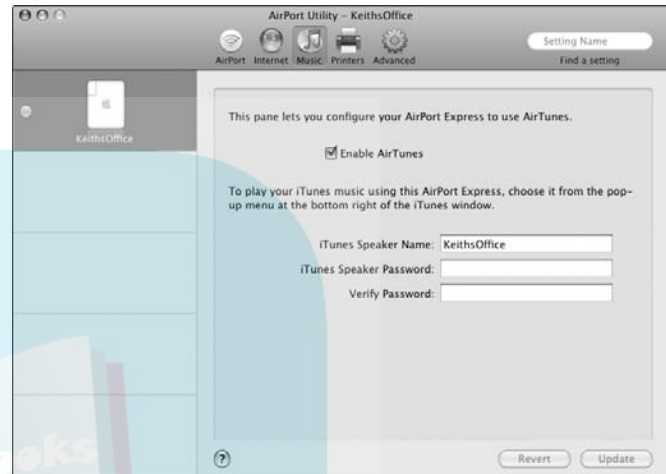 AirPort Utility – KeithsOffice
AirPort Internet Music Printers Advanced
Setting Name
Find a setting
KeithsOffice
This pane lets you configure your AirPort Express to use AirTunes.
Enable AirTunes
To play your iTunes music using this AirPort Express, choose it from the pop-
up menu at the bottom right of the iTunes window.
iTunes Speaker Name: KeithsOffice
iTunes Speaker Password:
Verify Password:
ooks
?
Revert Update